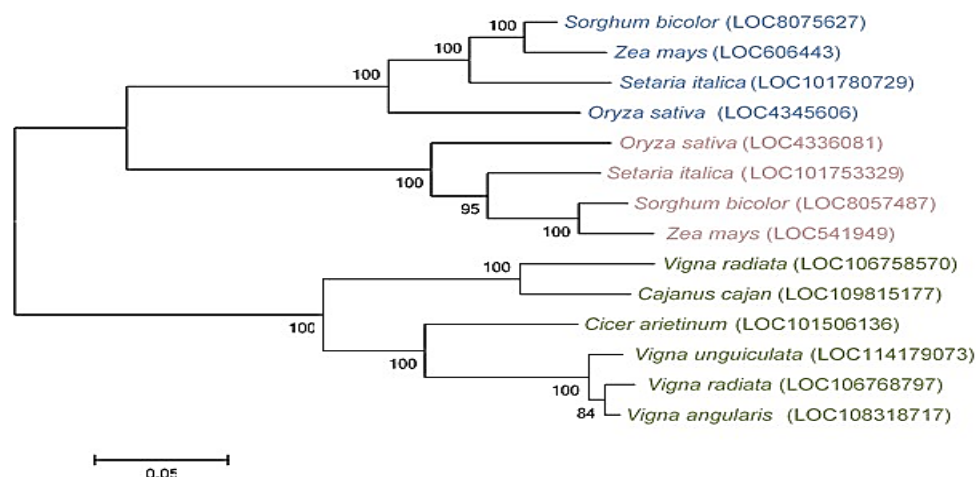 100 Sorghum bicolor (LOC8075627)
100 Zea mays (LOC606443)
100 Setaria italica (LOC101780729)
Oryza sativa (LOC4345606)
Oryza sativa (LOC4336081)
100 Setaria italica (LOC101753329)
95 Sorghum bicolor (LOC8057487)
100 Zea mays (LOC541949)
100 Vigna radiata (LOC106758570)
Cajanus cajan (LOC109815177)
100 Cicer arietinum (LOC101506136)
100 Vigna unguiculata (LOC114179073)
100 Vigna radiata (LOC106768797)
84 Vigna angularis (LOC108318717)
0.05